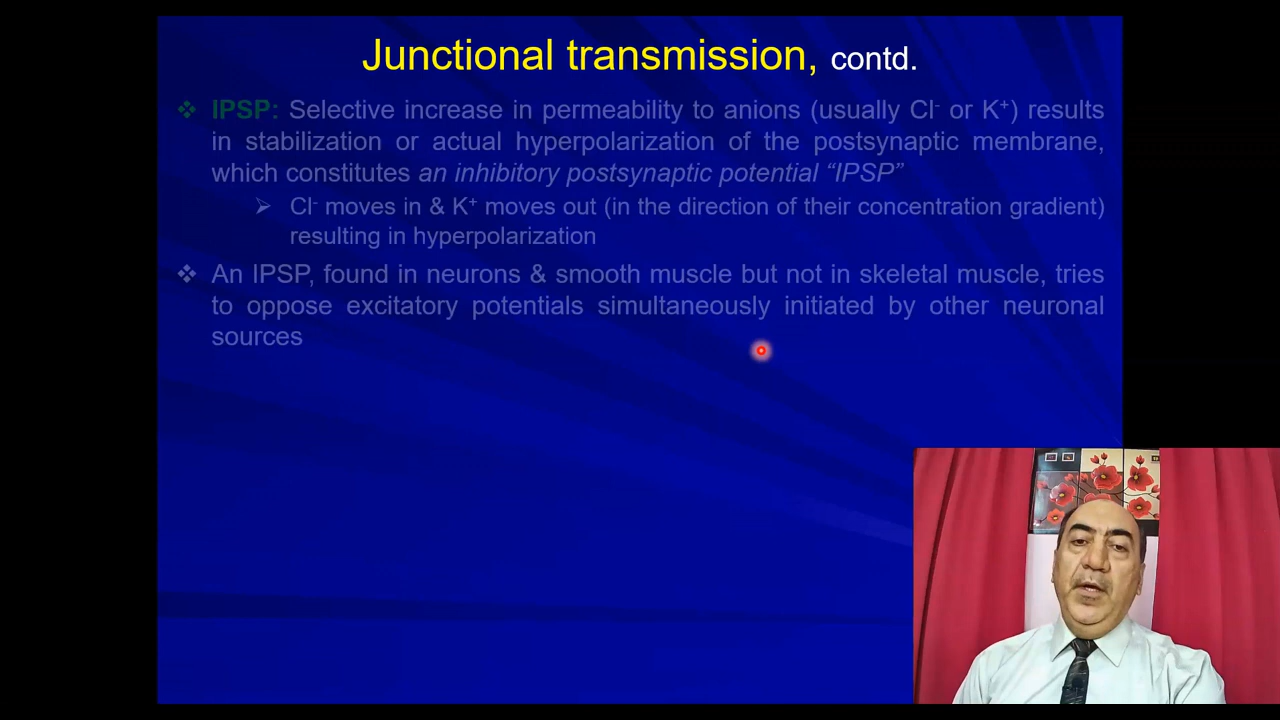 Junctional transmission, contd.
❖ IPSP: Selective increase in permeability to anions (usually Cl⁻ or K⁺) results
in stabilization or actual hyperpolarization of the postsynaptic membrane,
which constitutes an inhibitory postsynaptic potential “IPSP”
➢ Cl⁻ moves in & K⁺ moves out (in the direction of their concentration gradient)
resulting in hyperpolarization
❖ An IPSP, found in neurons & smooth muscle but not in skeletal muscle, tries
to oppose excitatory potentials simultaneously initiated by other neuronal
sources